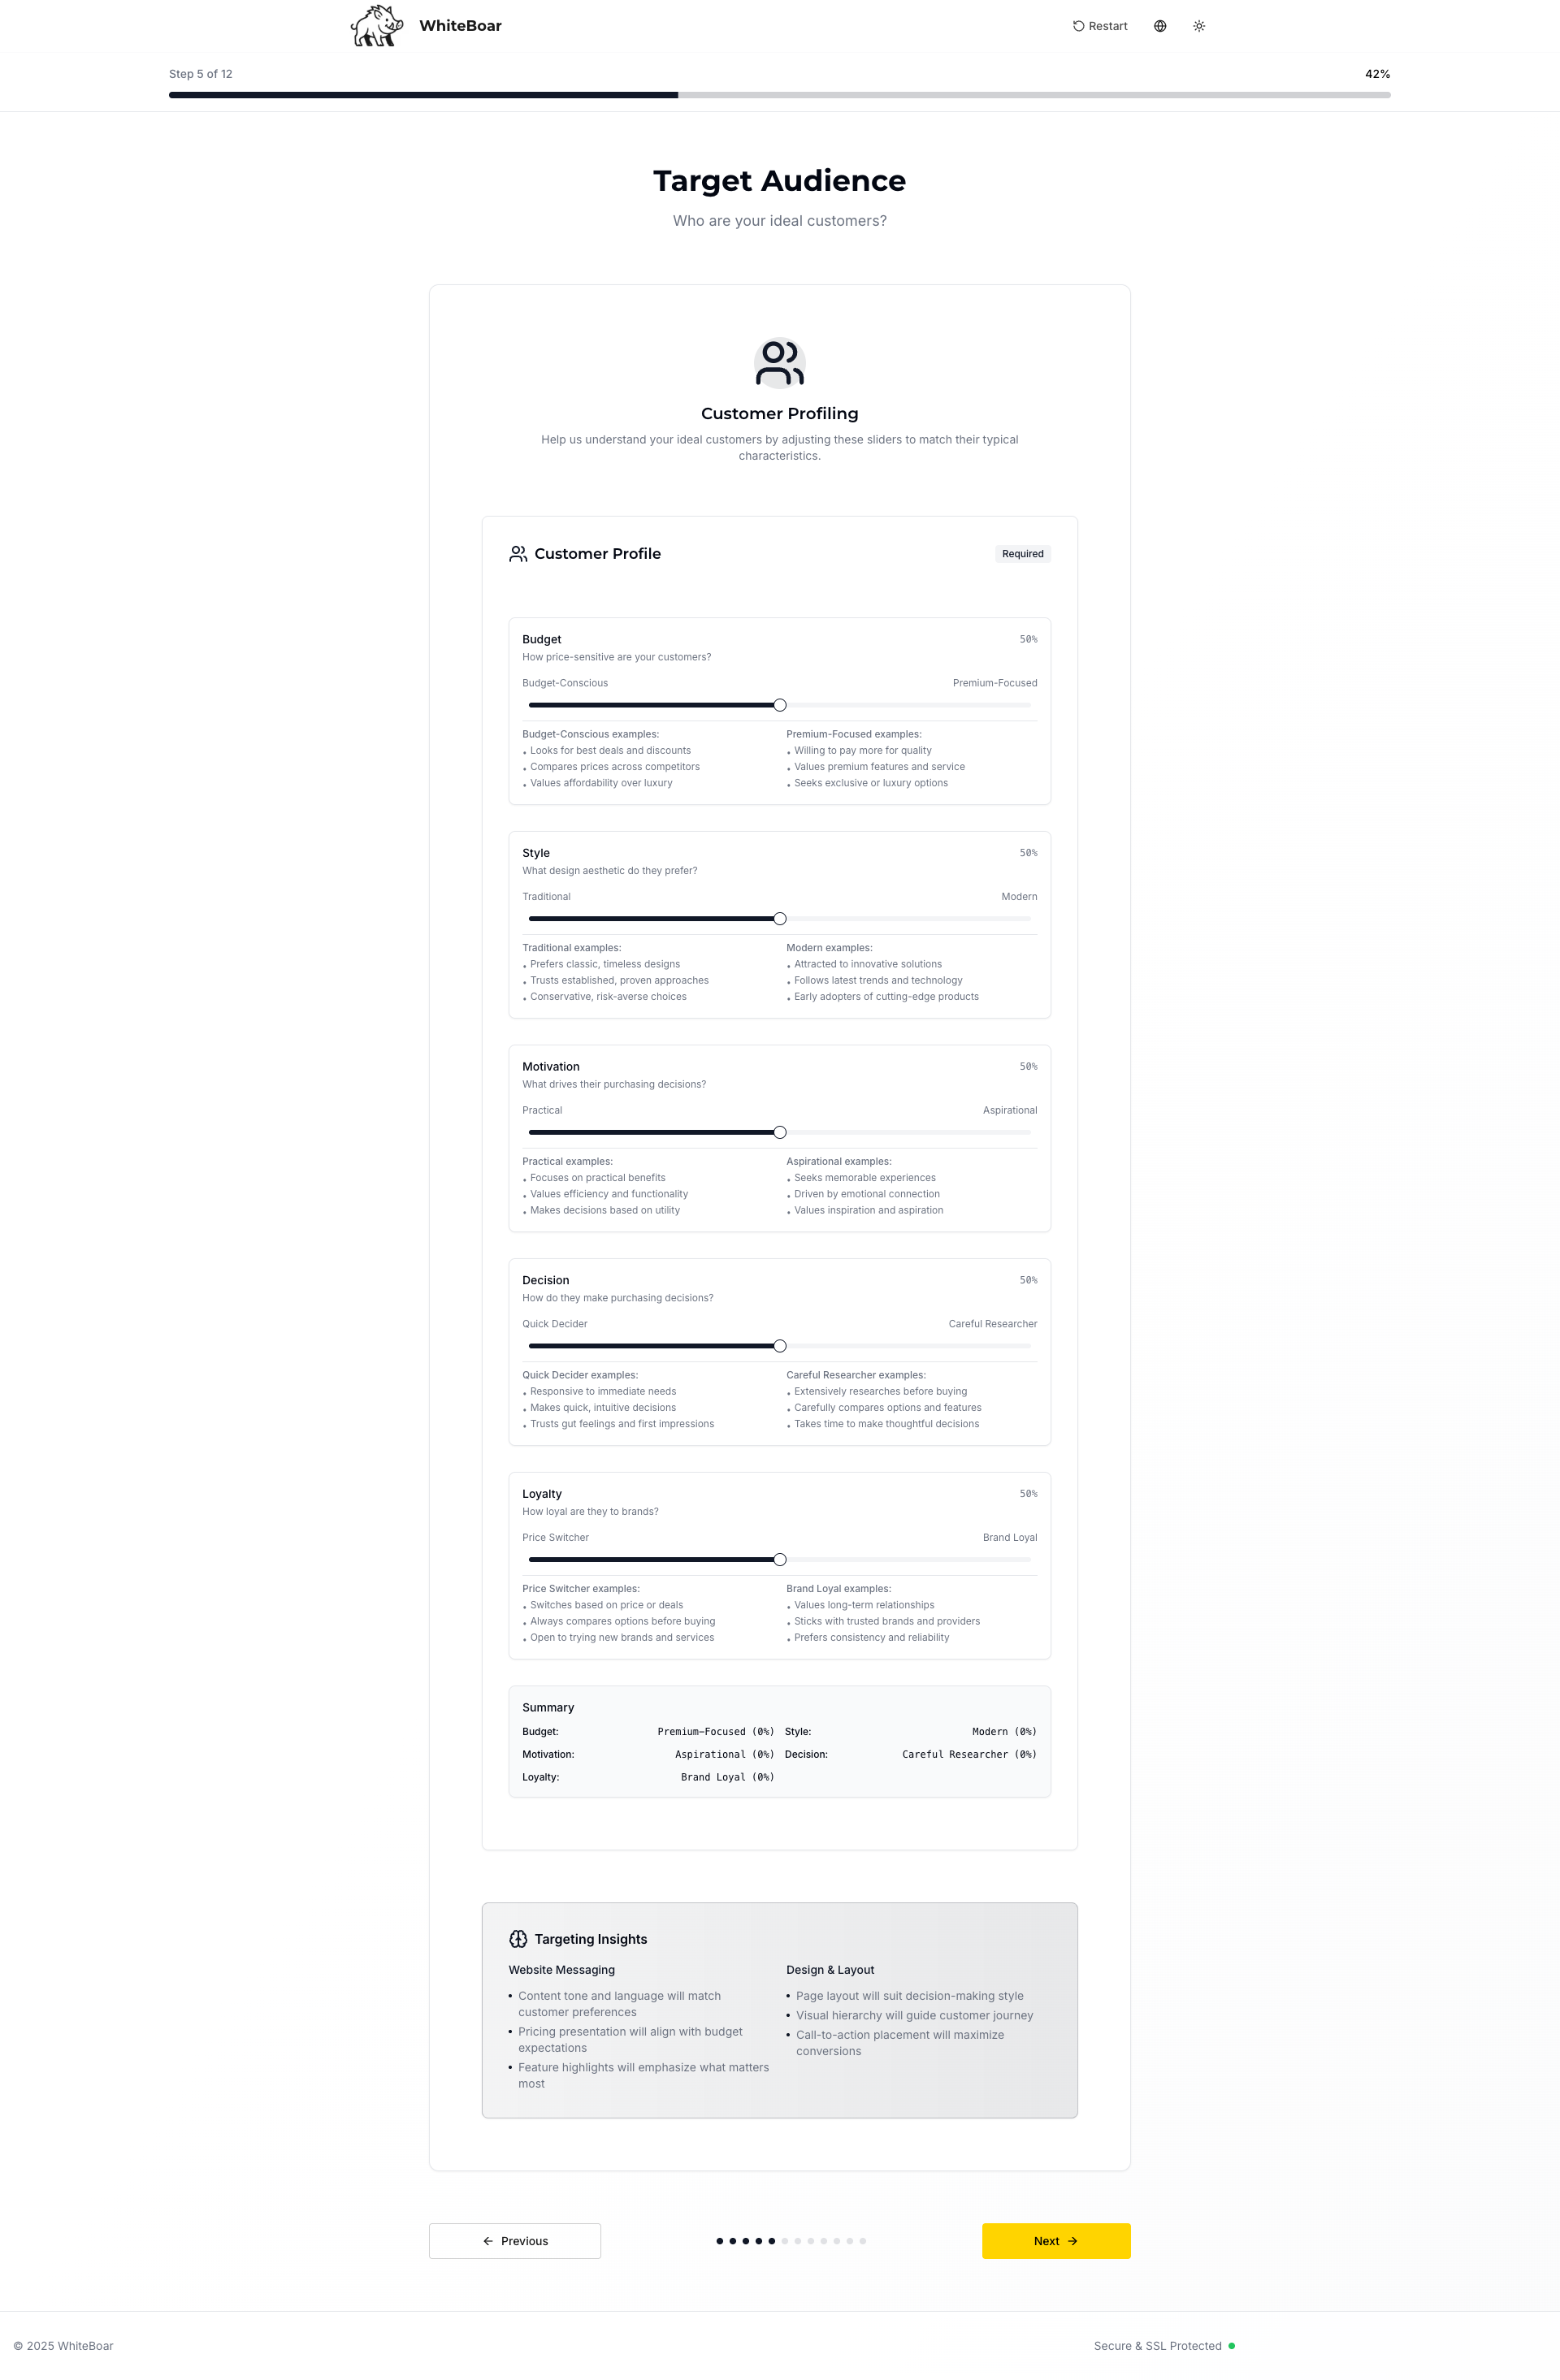 WhiteBoar
Restart
Step 5 of 12
42%
Target Audience
Who are your ideal customers?
Customer Profiling
Help us understand your ideal customers by adjusting these sliders to match their typical
characteristics.
Customer Profile
Required
Budget
50%
How price-sensitive are your customers?
Budget-Conscious
Premium-Focused
Budget-Conscious examples:
• Looks for best deals and discounts
• Compares prices across competitors
• Values affordability over luxury
Premium-Focused examples:
• Willing to pay more for quality
• Values premium features and service
• Seeks exclusive or luxury options
Style
50%
What design aesthetic do they prefer?
Traditional
Modern
Traditional examples:
• Prefers classic, timeless designs
• Trusts established, proven approaches
• Conservative, risk-averse choices
Modern examples:
• Attracted to innovative solutions
• Follows latest trends and technology
• Early adopters of cutting-edge products
Motivation
50%
What drives their purchasing decisions?
Practical
Aspirational
Practical examples:
• Focuses on practical benefits
• Values efficiency and functionality
• Makes decisions based on utility
Aspirational examples:
• Seeks memorable experiences
• Driven by emotional connection
• Values inspiration and aspiration
Decision
50%
How do they make purchasing decisions?
Quick Decider
Careful Researcher
Quick Decider examples:
• Responsive to immediate needs
• Makes quick, intuitive decisions
• Trusts gut feelings and first impressions
Careful Researcher examples:
• Extensively researches before buying
• Carefully compares options and features
• Takes time to make thoughtful decisions
Loyalty
50%
How loyal are they to brands?
Price Switcher
Brand Loyal
Price Switcher examples:
• Switches based on price or deals
• Always compares options before buying
• Open to trying new brands and services
Brand Loyal examples:
• Values long-term relationships
• Sticks with trusted brands and providers
• Prefers consistency and reliability
Summary
Budget: Premium-Focused (0%)
Style: Modern (0%)
Motivation: Aspirational (0%)
Decision: Careful Researcher (0%)
Loyalty: Brand Loyal (0%)
Targeting Insights
Website Messaging
• Content tone and language will match
customer preferences
• Pricing presentation will align with budget
expectations
• Feature highlights will emphasize what matters
most
Design & Layout
• Page layout will suit decision-making style
• Visual hierarchy will guide customer journey
• Call-to-action placement will maximize
conversions
Previous
Next
© 2025 WhiteBoar
Secure & SSL Protected